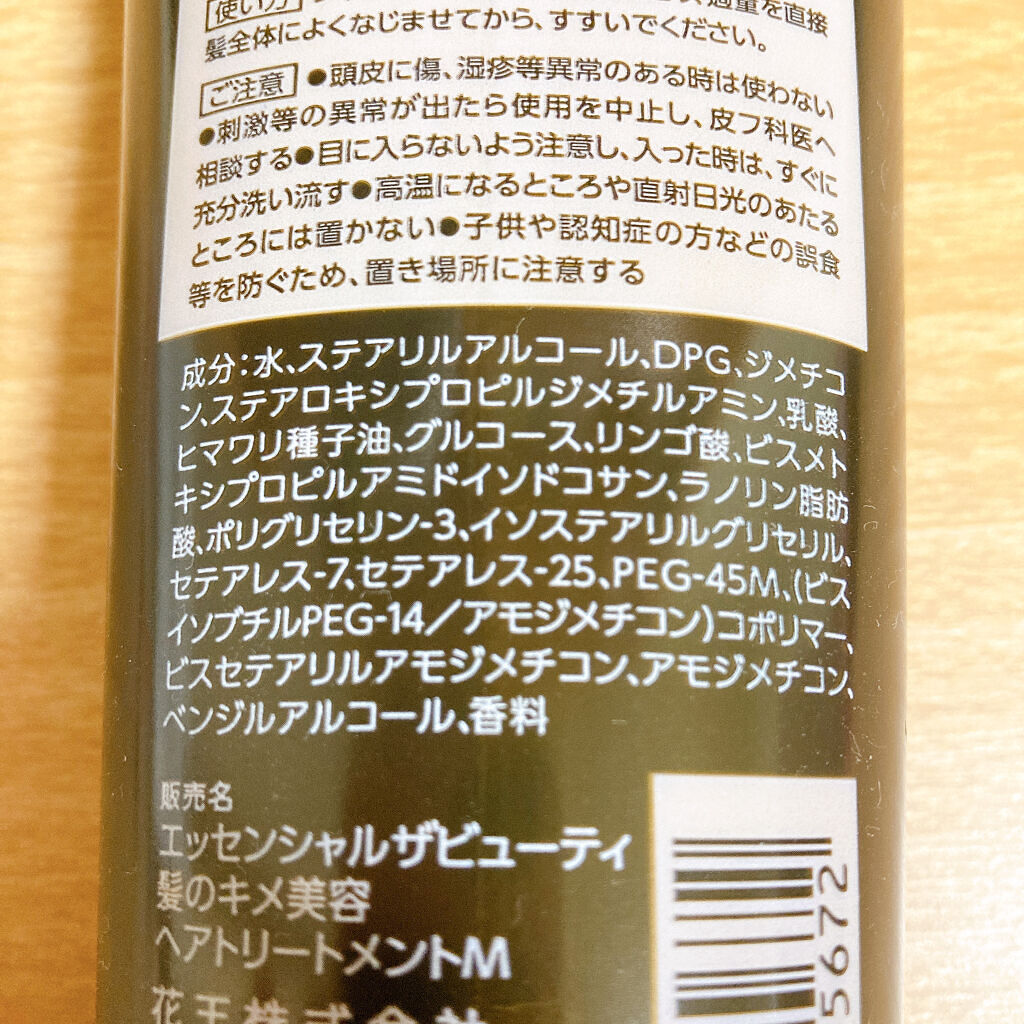 使い方
適量を直接
髪全体によくなじませてから、すすいでください。
ご注意 ●頭皮に傷、湿疹等異常のある時は使わない
●刺激等の異常が出たら使用を中止し、皮フ科医へ
相談する●目に入らないよう注意し、入った時は、すぐに
充分洗い流す●高温になるところや直射日光のあたる
ところには置かない●子供や認知症の方などの誤食
等を防ぐため、置き場所に注意する
成分：水、ステアリルアルコール、DPG、ジメチコ
ン、ステアロキシプロピルジメチルアミン、乳酸、
ヒマワリ種子油、グルコース、リンゴ酸、ビスメト
キシプロピルアミドイソドコサン、ラノリン脂肪
酸、ポリグリセリン-3、イソステアリルグリセリル、
セテアレス-7、セテアレス-25、PEG-45M、（ビス
イソブチルPEG-14／アモジメチコン）コポリマー、
ビスセテアリルアモジメチコン、アモジメチコン、
ベンジルアルコール、香料
販売名
エッセンシャルザビューティ
髪のキメ美容
ヘアトリートメントM
花王株式会社
5672